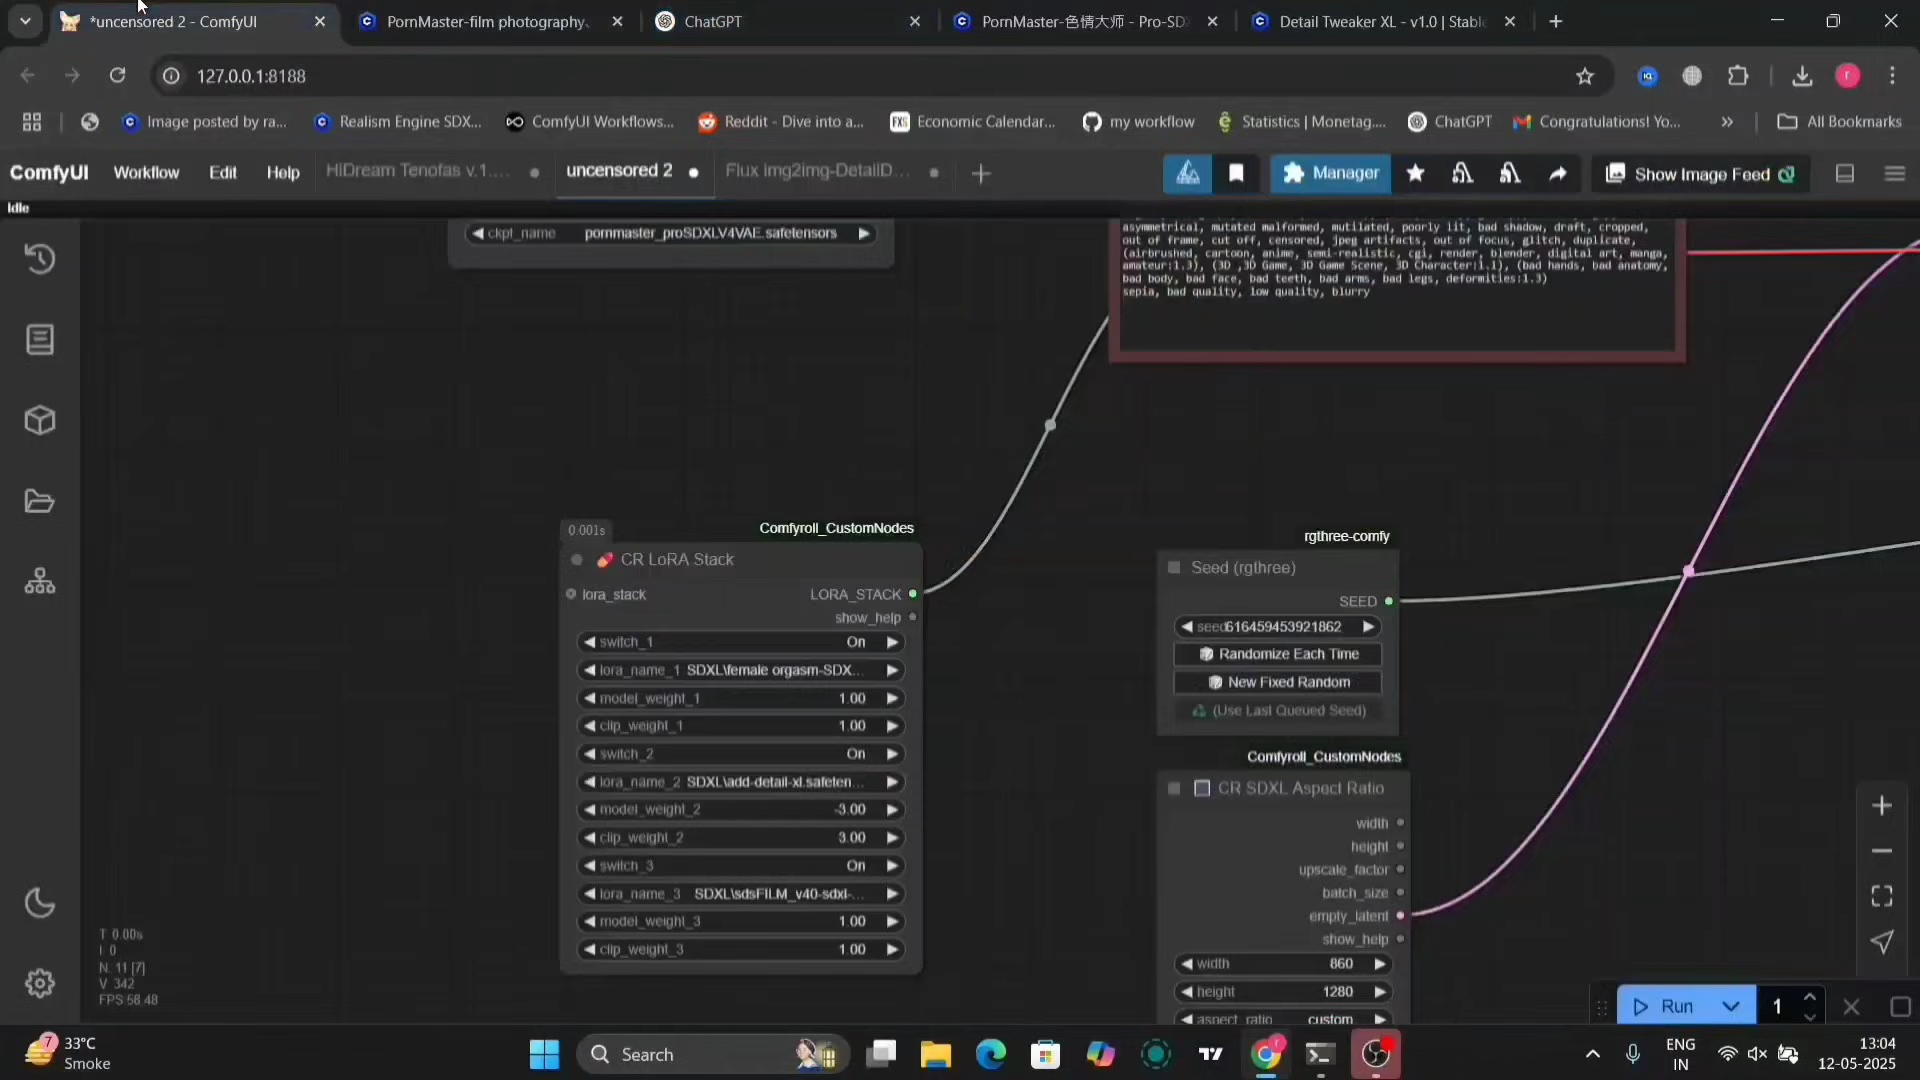 *uncensored 2 - ComfyUI
PornMaster-film photography,
ChatGPT
PornMaster-色情大师 - Pro-SD
Detail Tweaker XL - v1.0 | Stable
127.0.0.1:8188
IQ
r
Image posted by ra...
Realism Engine SDX...
ComfyUI Workflows...
Reddit - Dive into a...
FXS
Economic Calendar...
my workflow
Statistics | Monetag....
ChatGPT
Congratulations! Yo...
»
All Bookmarks
ComfyUI
Workflow
Edit
Help
HiDream Tenofas v.1....
uncensored 2
Flux Img2img-DetailD...
Manager
Show Image Feed
Idle
ckpt_name pornmaster_proSDXLV4VAE.safetensors
asymmetrical, mutated malformed, mutilated, poorly lit, bad shadow, draft, cropped,
out of frame, cut off, censored, jpeg artifacts, out of focus, glitch, duplicate,
(airbrushed, cartoon, anime, semi-realistic, cgi, render, blender, digital art, manga,
amateur:1.3), (3D ,3D Game, 3D Game Scene, 3D Character:1.1), (bad hands, bad anatomy,
bad body, bad face, bad teeth, bad arms, bad legs, deformities:1.3)
sepia, bad quality, low quality, blurry
0.001s
Comfyroll_CustomNodes
CR LoRA Stack
lora_stack
LORA_STACK
show_help
switch_1 On
lora_name_1 SDXL\female orgasm-SDX...
model_weight_1 1.00
clip_weight_1 1.00
switch_2 On
lora_name_2 SDXL\add-detail-xl.safeten...
model_weight_2 -3.00
clip_weight_2 3.00
switch_3 On
lora_name_3 SDXL\sdsFILM_v40-sdxl-...
model_weight_3 1.00
clip_weight_3 1.00
rgthree-comfy
Seed (rgthree)
SEED
seed 616459453921862
Randomize Each Time
New Fixed Random
(Use Last Queued Seed)
Comfyroll_CustomNodes
CR SDXL Aspect Ratio
width
height
upscale_factor
batch_size
empty_latent
show_help
width 860
height 1280
aspect_ratio custom
T 0.00s
I 0
N: 11 [7]
V 342
FPS 58.48
Run
1
7
33°C
Smoke
Search
ENG
IN
13:04
12-05-2025